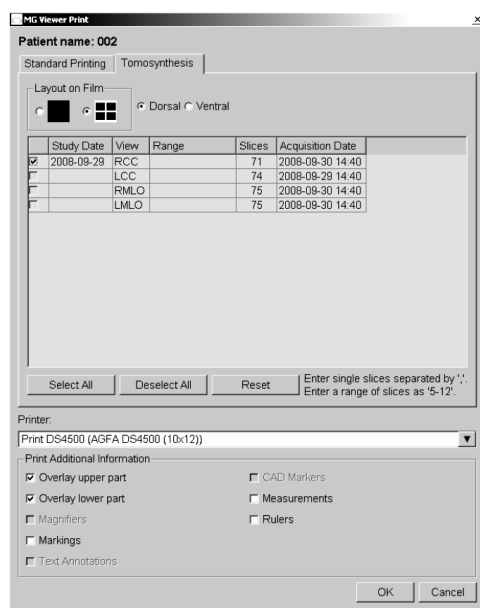 MG Viewer Print
Patient name: 002
Standard Printing Tomosynthesis
Layout on Film
Dorsal Ventral
Study Date View Range Slices Acquisition Date
2008-09-29 RCC 71 2008-09-30 14:40
LCC 74 2008-09-29 14:40
RMLO 75 2008-09-30 14:40
LMLO 75 2008-09-30 14:40
Select All Deselect All Reset Enter single slices separated by ','.
Enter a range of slices as '5-12'.
Printer:
Print DS4500 (AGFA DS4500 (10x12))
Print Additional Information
Overlay upper part CAD Markers
Overlay lower part Measurements
Magnifiers Rulers
Markings
Text Annotations
OK Cancel